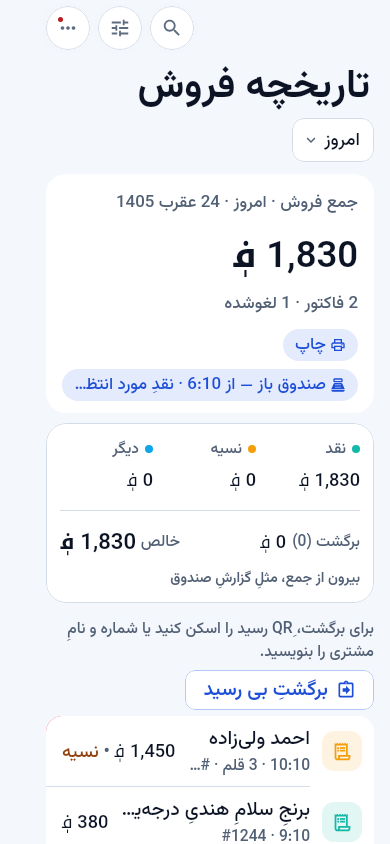 تاریخچه فروش
امروز
جمع فروش · امروز · 24 عقرب 1405
1,830 ؋
2 فاکتور · 1 لغوشده
چاپ
صندوق باز — از 6:10 · نقدِ مورد انتظ…
نقد
نسیه
دیگر
1,830 ؋
0 ؋
0 ؋
برگشت (0) 0 ؋
خالص 1,830 ؋
بیرون از جمع، مثلِ گزارشِ صندوق
برای برگشت، QRِ رسید را اسکن کنید یا شماره و نامِ
مشتری را بنویسید.
برگشتِ بی رسید
احمد ولی‌زاده
1,450 ؋ • نسیه
10:10 · 3 قلم · #…
برنجِ سلامِ هندیِ درجه‌ی…
380 ؋
9:10 · #1244